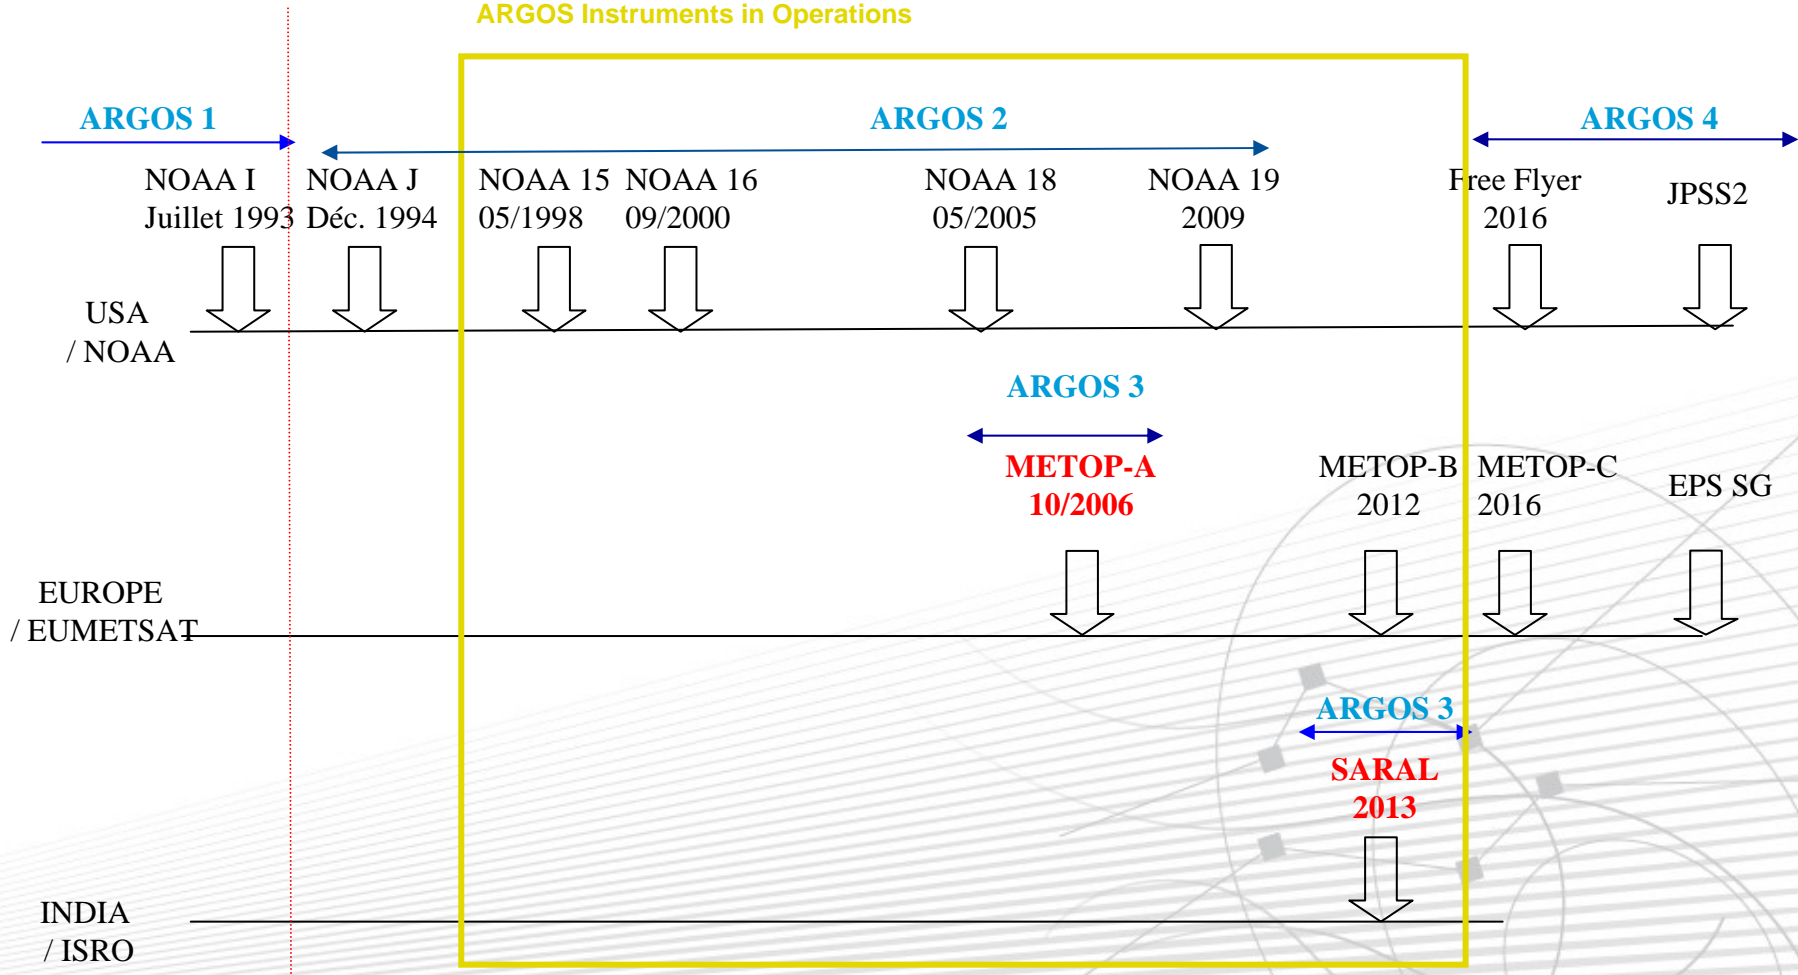 ARGOS Instruments in Operations
ARGOS 1
ARGOS 2
ARGOS 4
NOAA I
Juillet 1993
NOAA J
Déc. 1994
NOAA 15
05/1998
NOAA 16
09/2000
NOAA 18
05/2005
NOAA 19
2009
Free Flyer
2016
JPSS2
USA
/ NOAA
ARGOS 3
METOP-A
10/2006
METOP-B
2012
METOP-C
2016
EPS SG
EUROPE
/ EUMETSAT
ARGOS 3
SARAL
2013
INDIA
/ ISRO